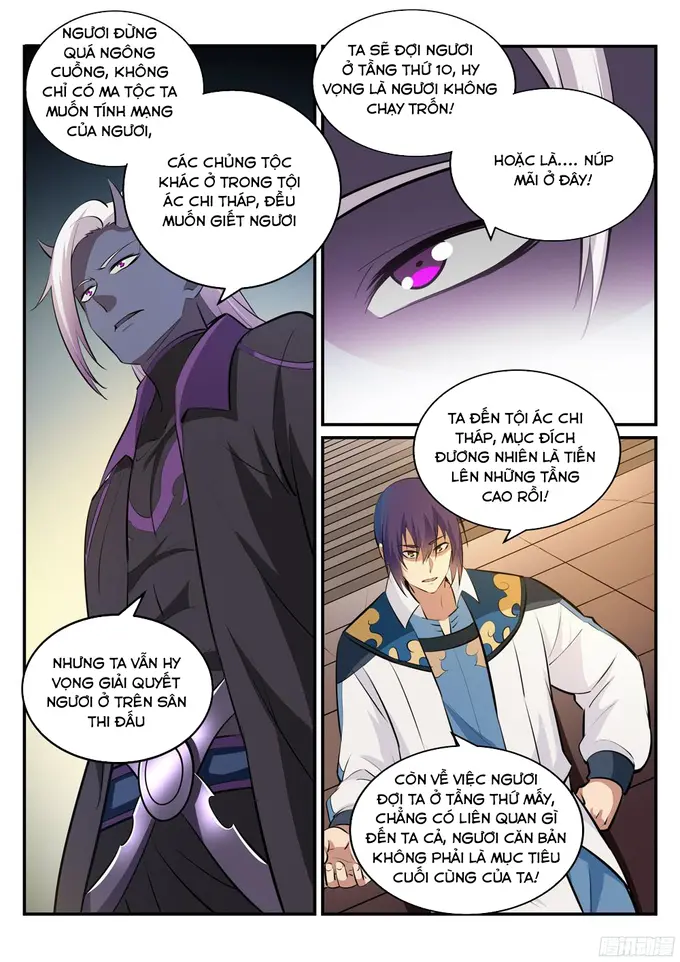 NGƯƠI ĐỪNG
QUÁ NGÔNG
CUỒNG, KHÔNG
CHỈ CÓ MA TỘC TA
MUỐN TÍNH MẠNG
CỦA NGƯƠI,
CÁC CHỦNG TỘC
KHÁC Ở TRONG TỘI
ÁC CHI THÁP, ĐỀU
MUỐN GIẾT NGƯƠI
NHƯNG TA VẪN HY
VỌNG GIẢI QUYẾT
NGƯƠI Ở TRÊN SÂN
THI ĐẤU
TA SẼ ĐỢI NGƯƠI
Ở TẦNG THỨ 10, HY
VỌNG LÀ NGƯƠI KHÔNG
CHẠY TRỐN!
HOẶC LÀ.... NÚP
MÃI Ở ĐÂY!
TA ĐẾN TỘI ÁC CHI
THÁP, MỤC ĐÍCH
ĐƯƠNG NHIÊN LÀ TIẾN
LÊN NHỮNG TẦNG
CAO RỒI!
CÒN VỀ VIỆC NGƯƠI
ĐỢI TA Ở TẦNG THỨ MẤY,
CHẲNG CÓ LIÊN QUAN GÌ
ĐẾN TA CẢ, NGƯƠI CĂN BẢN
KHÔNG PHẢI LÀ MỤC TIÊU
CUỐI CÙNG CỦA TA!
腾讯动漫